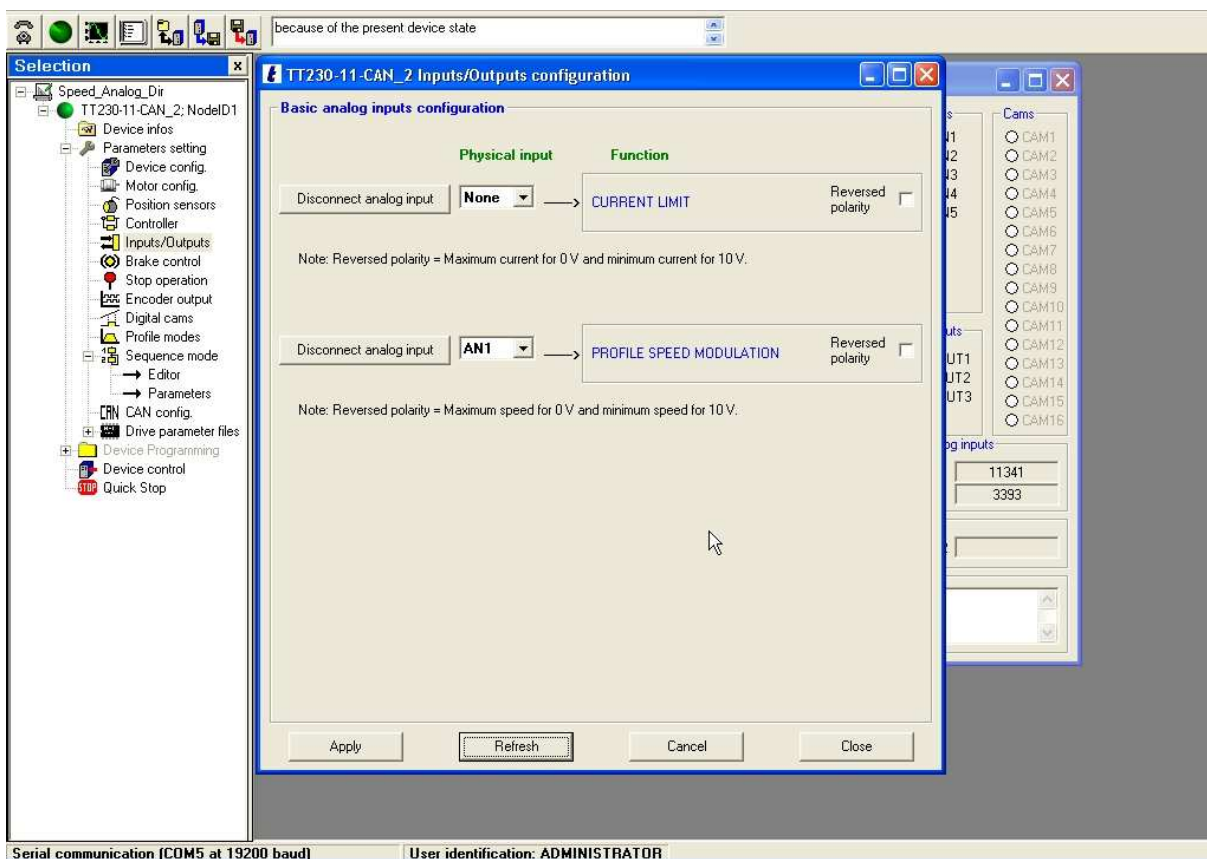 because of the present device state
Selection
Speed_Analog_Dir
TT230-11-CAN_2; NodeID1
Device infos
Parameters setting
Device config.
Motor config.
Position sensors
Controller
Inputs/Outputs
Brake control
Stop operation
Encoder output
Digital cams
Profile modes
Sequence mode
Editor
Parameters
CAN CAN config.
Drive parameter files
Device Programming
Device control
STOP Quick Stop
TT230-11-CAN_2 Inputs/Outputs configuration
Basic analog inputs configuration
Physical input Function
Disconnect analog input None CURRENT LIMIT Reversed polarity
Note: Reversed polarity = Maximum current for 0 V and minimum current for 10 V.
Disconnect analog input AN1 PROFILE SPEED MODULATION Reversed polarity
Note: Reversed polarity = Maximum speed for 0 V and minimum speed for 10 V.
Apply Refresh Cancel Close
Cams
CAM1
CAM2
CAM3
CAM4
CAM5
CAM6
CAM7
CAM8
CAM9
CAM10
CAM11
CAM12
CAM13
CAM14
CAM15
CAM16
UT1
UT2
UT3
og inputs
11341
3393
Serial communication (COM5 at 19200 baud) User identification: ADMINISTRATOR